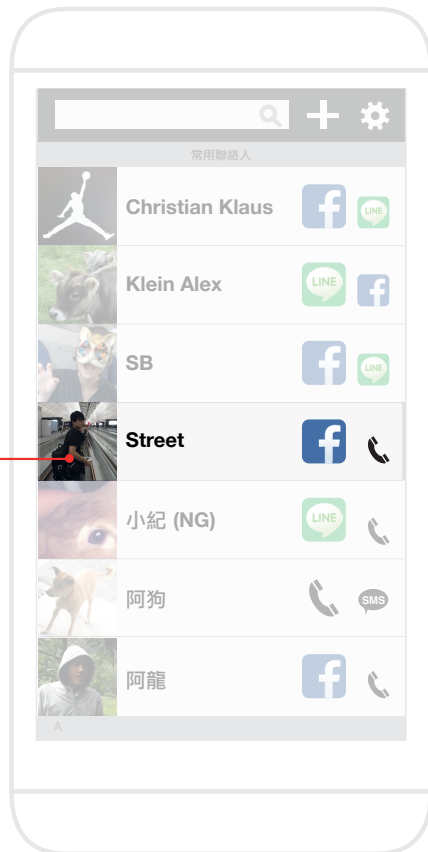 常用聯絡人
Christian Klaus
LINE
Klein Alex
LINE
SB
LINE
Street
小紀 (NG)
LINE
阿狗
SMS
阿龍
A